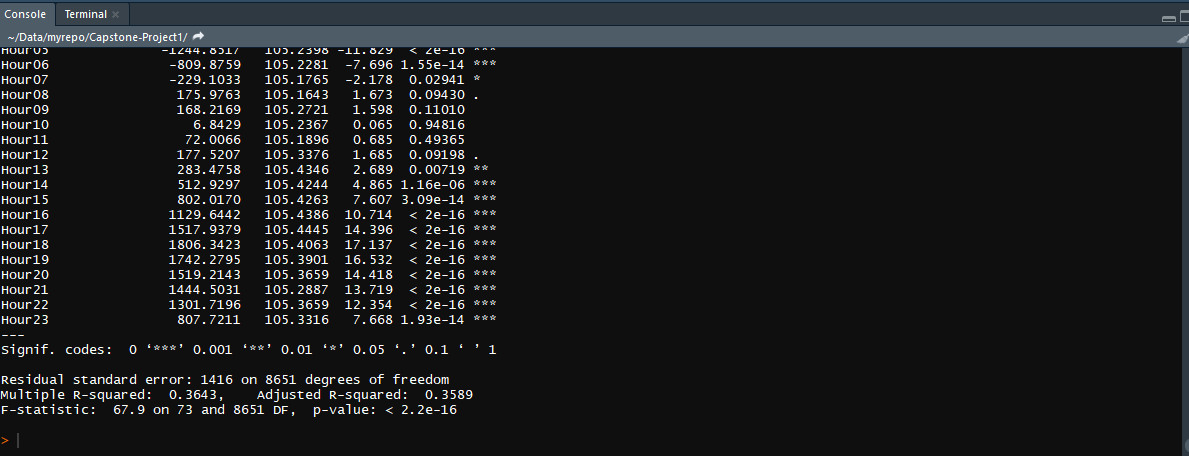 Console Terminal
~/Data/myrepo/Capstone-Project1/
Hour05 -1244.8517 105.2398 -11.829 < 2e-16 ***
Hour06 -809.8759 105.2281 -7.696 1.55e-14 ***
Hour07 -229.1033 105.1765 -2.178 0.02941 *
Hour08 175.9763 105.1643 1.673 0.09430 .
Hour09 168.2169 105.2721 1.598 0.11010
Hour10 6.8429 105.2367 0.065 0.94816
Hour11 72.0066 105.1896 0.685 0.49365
Hour12 177.5207 105.3376 1.685 0.09198 .
Hour13 283.4758 105.4346 2.689 0.00719 **
Hour14 512.9297 105.4244 4.865 1.16e-06 ***
Hour15 802.0170 105.4263 7.607 3.09e-14 ***
Hour16 1129.6442 105.4386 10.714 < 2e-16 ***
Hour17 1517.9379 105.4445 14.396 < 2e-16 ***
Hour18 1806.3423 105.4063 17.137 < 2e-16 ***
Hour19 1742.2795 105.3901 16.532 < 2e-16 ***
Hour20 1519.2143 105.3659 14.418 < 2e-16 ***
Hour21 1444.5031 105.2887 13.719 < 2e-16 ***
Hour22 1301.7196 105.3659 12.354 < 2e-16 ***
Hour23 807.7211 105.3316 7.668 1.93e-14 ***
---
Signif. codes: 0 ‘***’ 0.001 ‘**’ 0.01 ‘*’ 0.05 ‘.’ 0.1 ‘ ’ 1
Residual standard error: 1416 on 8651 degrees of freedom
Multiple R-squared: 0.3643, Adjusted R-squared: 0.3589
F-statistic: 67.9 on 73 and 8651 DF, p-value: < 2.2e-16
>